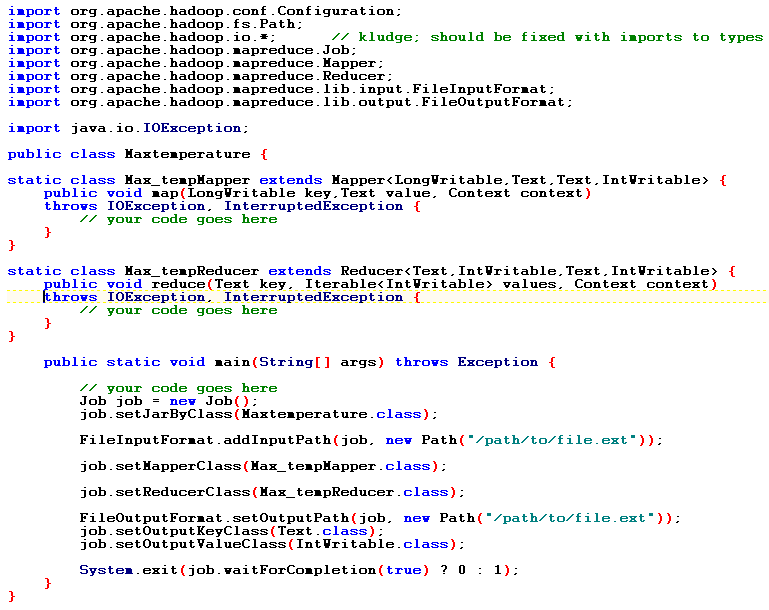 import org.apache.hadoop.conf.Configuration;
import org.apache.hadoop.fs.Path;
import org.apache.hadoop.io.*;      // kludge; should be fixed with imports to types
import org.apache.hadoop.mapreduce.Job;
import org.apache.hadoop.mapreduce.Mapper;
import org.apache.hadoop.mapreduce.Reducer;
import org.apache.hadoop.mapreduce.lib.input.FileInputFormat;
import org.apache.hadoop.mapreduce.lib.output.FileOutputFormat;

import java.io.IOException;

public class Maxtemperature {

static class Max_tempMapper extends Mapper<LongWritable,Text,Text,IntWritable> {
    public void map(LongWritable key,Text value, Context context)
    throws IOException, InterruptedException {
        // your code goes here
    }
}

static class Max_tempReducer extends Reducer<Text,IntWritable,Text,IntWritable> {
    public void reduce(Text key, Iterable<IntWritable> values, Context context)
    throws IOException, InterruptedException {
        // your code goes here
    }
}

    public static void main(String[] args) throws Exception {

        // your code goes here
        Job job = new Job();
        job.setJarByClass(Maxtemperature.class);

        FileInputFormat.addInputPath(job, new Path("/path/to/file.ext"));

        job.setMapperClass(Max_tempMapper.class);

        job.setReducerClass(Max_tempReducer.class);

        FileOutputFormat.setOutputPath(job, new Path("/path/to/file.ext"));
        job.setOutputKeyClass(Text.class);
        job.setOutputValueClass(IntWritable.class);

        System.exit(job.waitForCompletion(true) ? 0 : 1);
    }
}